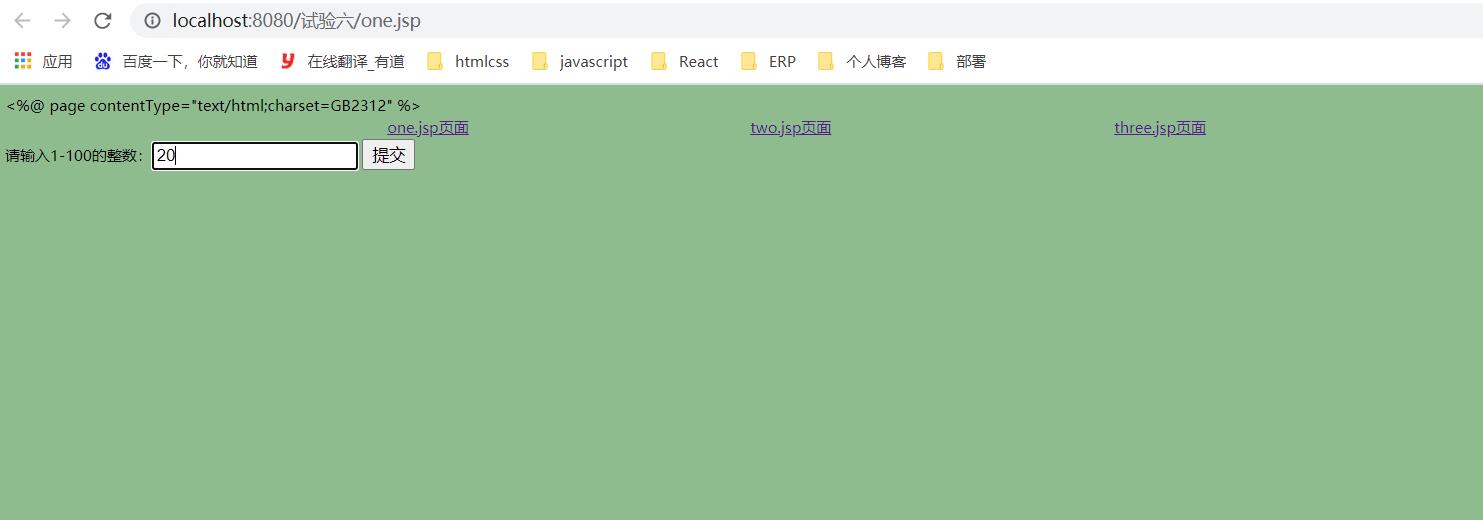 localhost:8080/试验六/one.jsp
应用 百度一下，你就知道 在线翻译_有道 htmlcss javascript React ERP 个人博客 部署
<%@ page contentType="text/html;charset=GB2312" %>
one.jsp页面 two.jsp页面 three.jsp页面
请输入1-100的整数： 20 提交